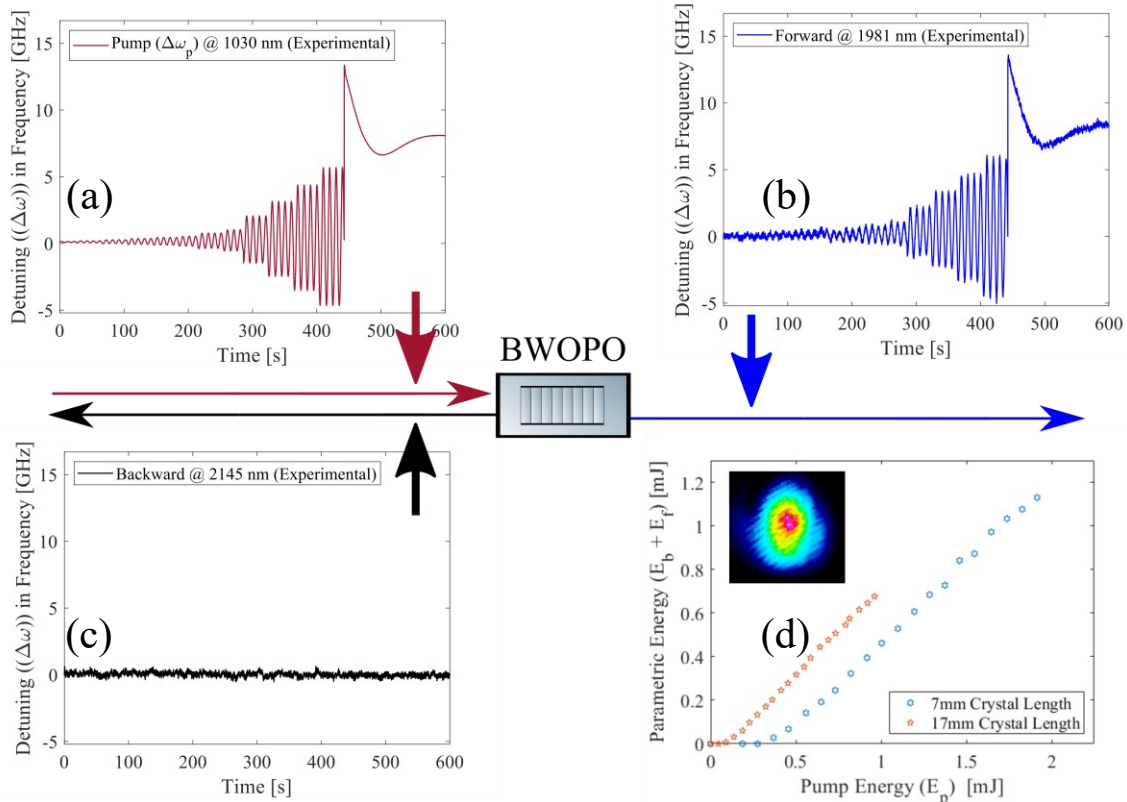 15
10
5
0
-5
Detuning ((Δω)) in Frequency [GHz]
Pump (Δω_p) @ 1030 nm (Experimental)
(a)
0 100 200 300 400 500 600
Time [s]
15
10
5
0
-5
Detuning ((Δω)) in Frequency [GHz]
Forward @ 1981 nm (Experimental)
(b)
0 100 200 300 400 500 600
Time [s]
BWOPO
15
10
5
0
-5
Detuning ((Δω)) in Frequency [GHz]
Backward @ 2145 nm (Experimental)
(c)
0 100 200 300 400 500 600
Time [s]
1.2
1
0.8
0.6
0.4
0.2
0
Parametric Energy (E_b + E_f) [mJ]
(d)
7mm Crystal Length
17mm Crystal Length
0 0.5 1 1.5 2
Pump Energy (E_p) [mJ]